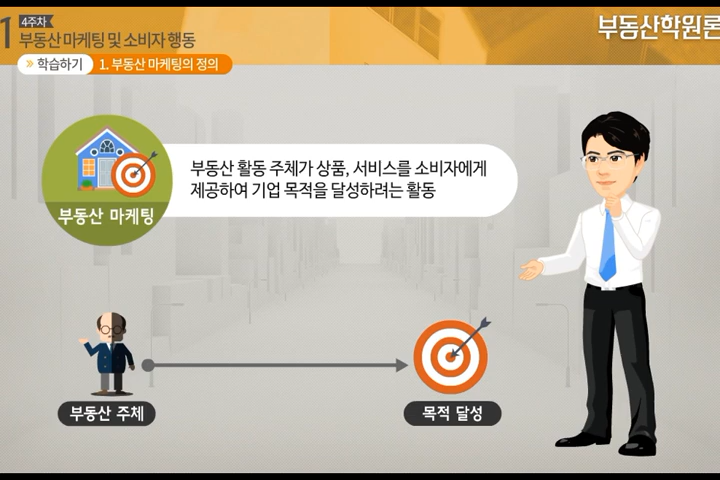 4주차
1 부동산 마케팅 및 소비자 행동
부동산학원론
» 학습하기
1. 부동산 마케팅의 정의
부동산 활동 주체가 상품, 서비스를 소비자에게
제공하여 기업 목적을 달성하려는 활동
부동산 마케팅
부동산 주체
목적 달성